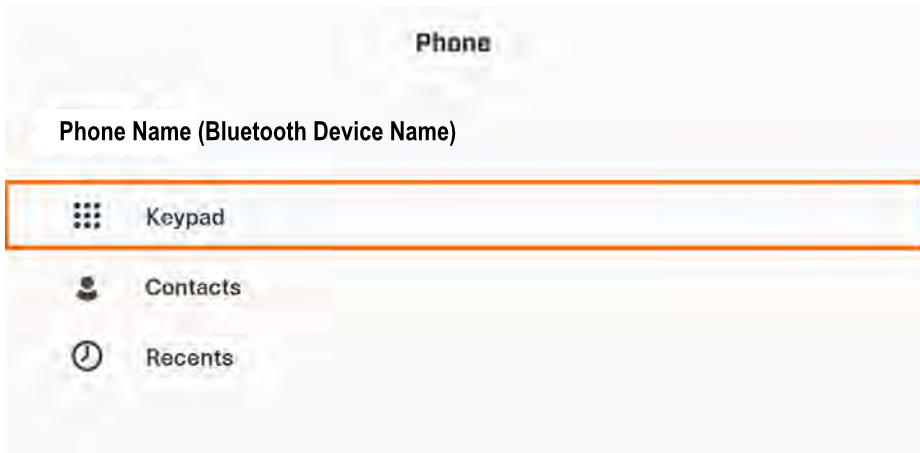 Phone
Phone Name (Bluetooth Device Name)
Keypad
Contacts
Recents